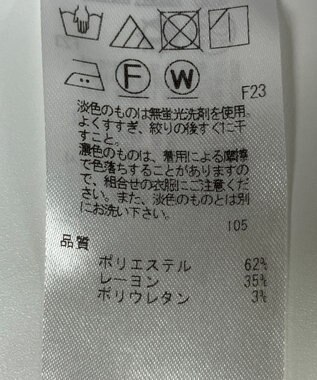 F W
F23
淡色のものは無蛍光洗剤を使用。
よくすすぎ、絞りの後すぐに干
すこと。
濃色のものは、着用による摩擦
で色落ちすることがありますの
で、組合せの衣服にご注意くだ
さい。また、淡色のものとは別
にお洗い下さい。
105
品質
ポリエステル 62%
レーヨン 35%
ポリウレタン 3%